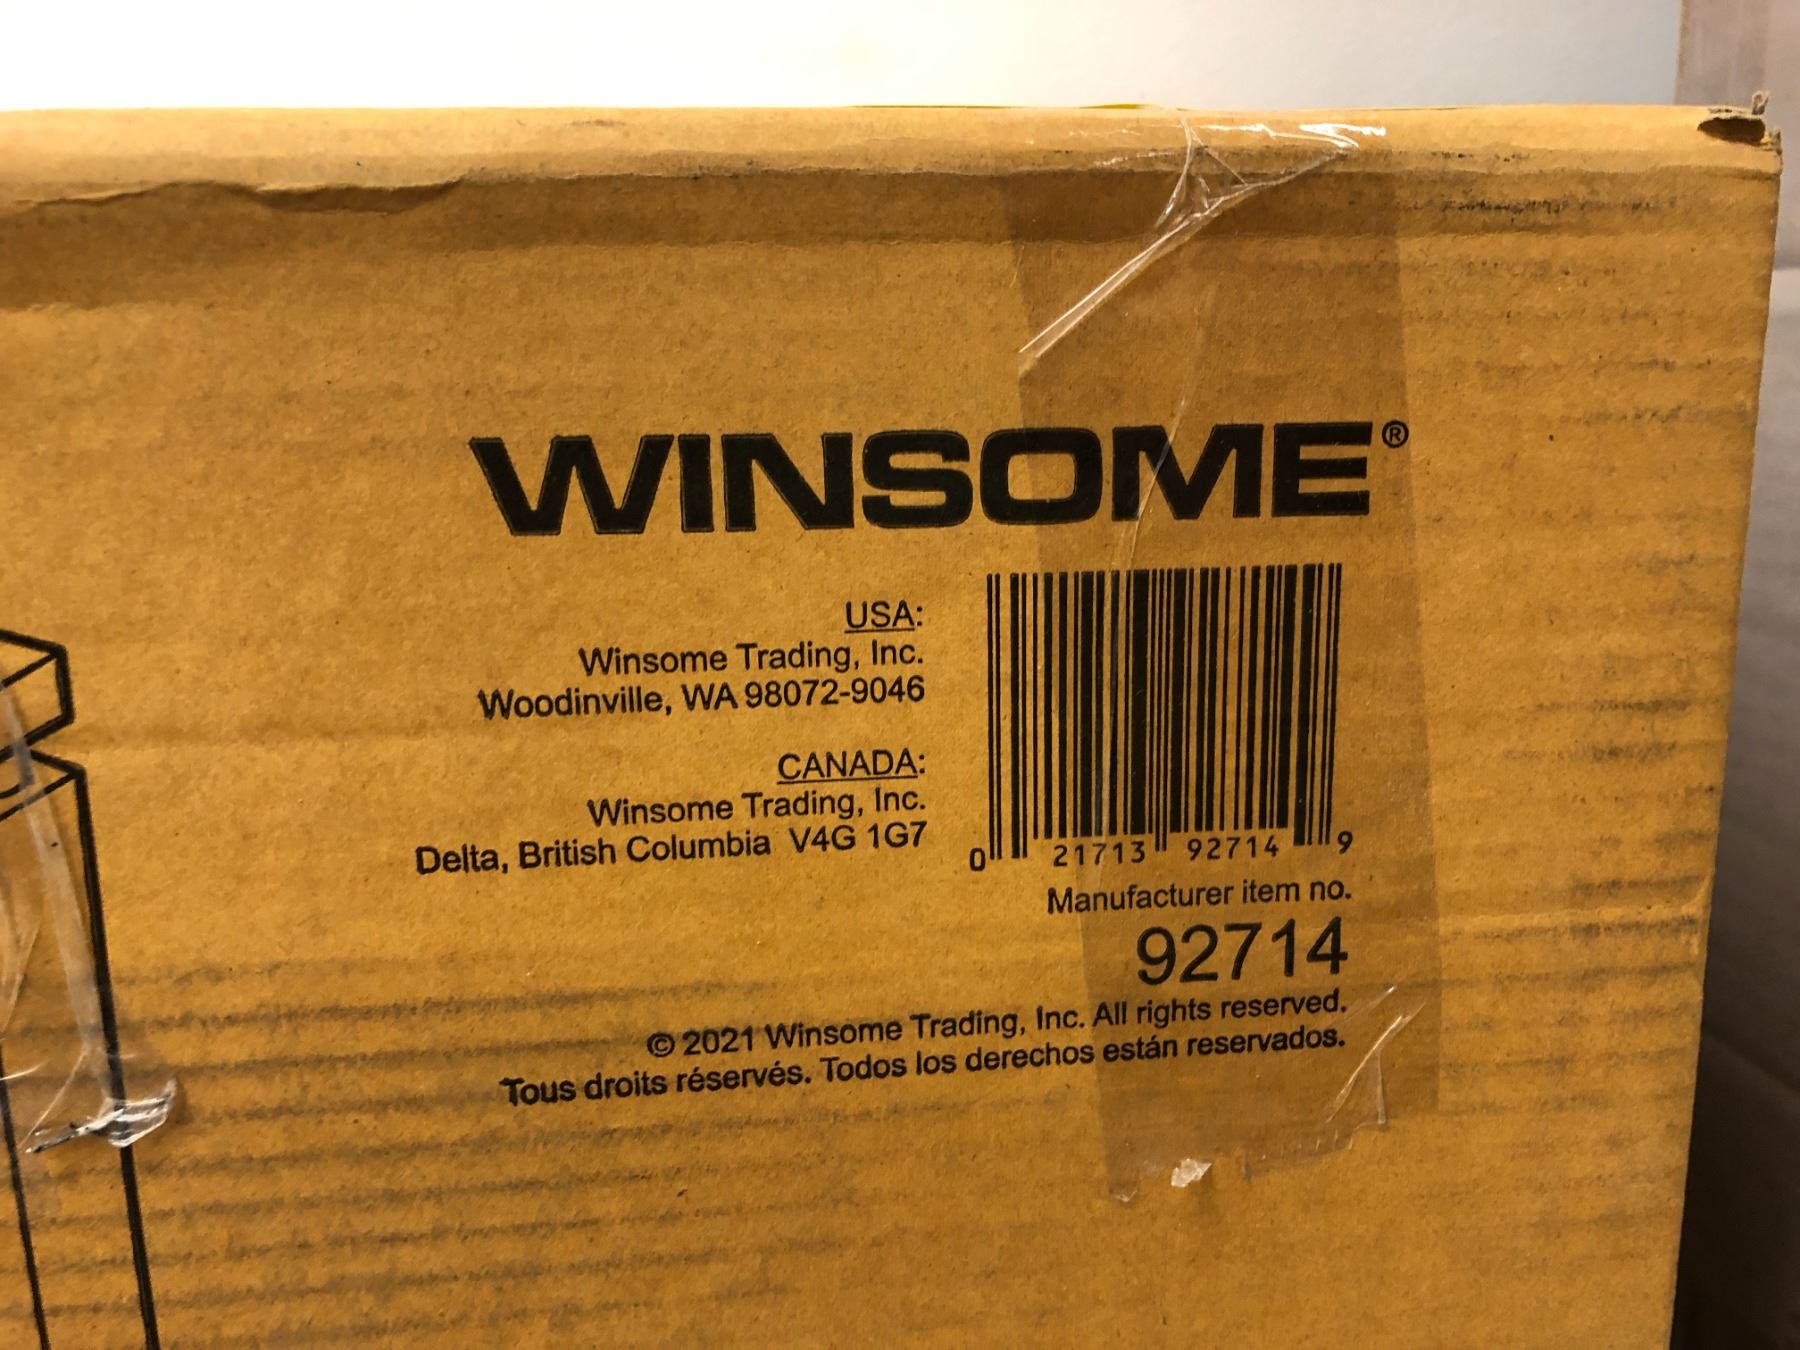 WINSOME®
USA:
Winsome Trading, Inc.
Woodinville, WA 98072-9046
CANADA:
Winsome Trading, Inc.
Delta, British Columbia V4G 1G7
0 21713 92714 9
Manufacturer item no.
92714
© 2021 Winsome Trading, Inc. All rights reserved.
Tous droits réservés. Todos los derechos están reservados.